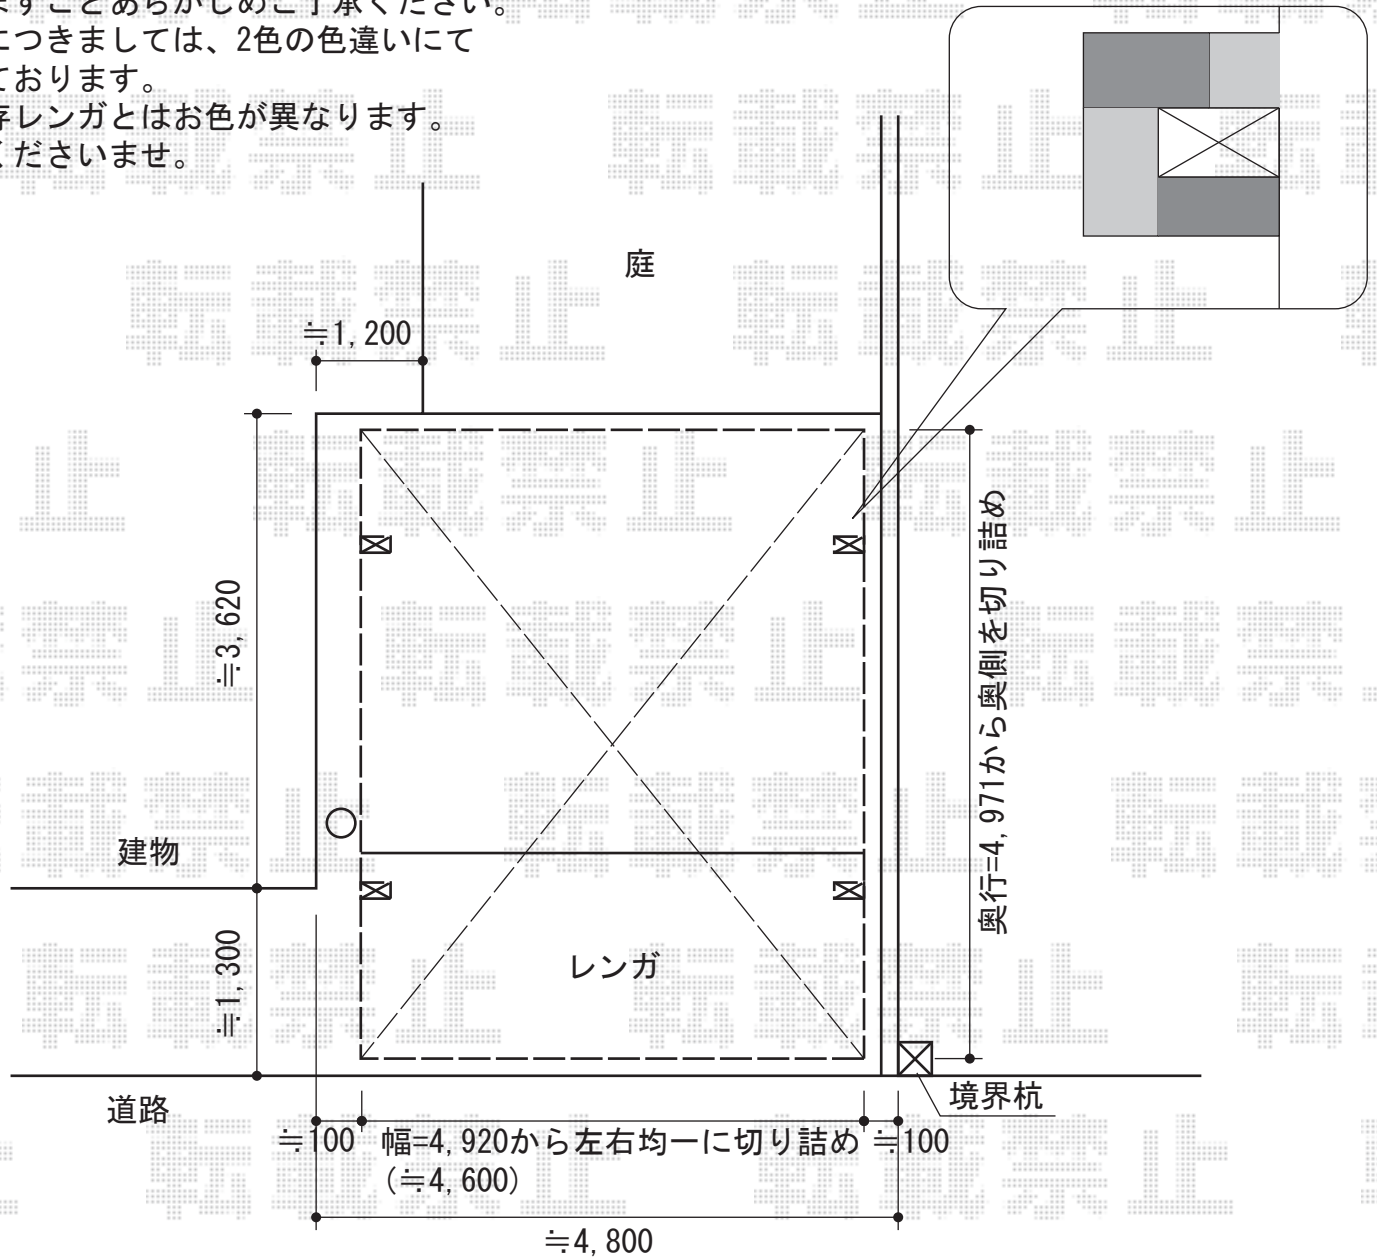 ますことあらかじめご了承ください。
につきましては、2色の色違いにて
ております。
存レンガとはお色が異なります。
くださいませ。
庭
≒1,200
≒3,620
奥行=4,971から奥側を切り詰め
建物
≒1,300
レンガ
道路
境界杭
≒100 幅=4,920から左右均一に切り詰め ≒100
(≒4,600)
≒4,800
転載禁止